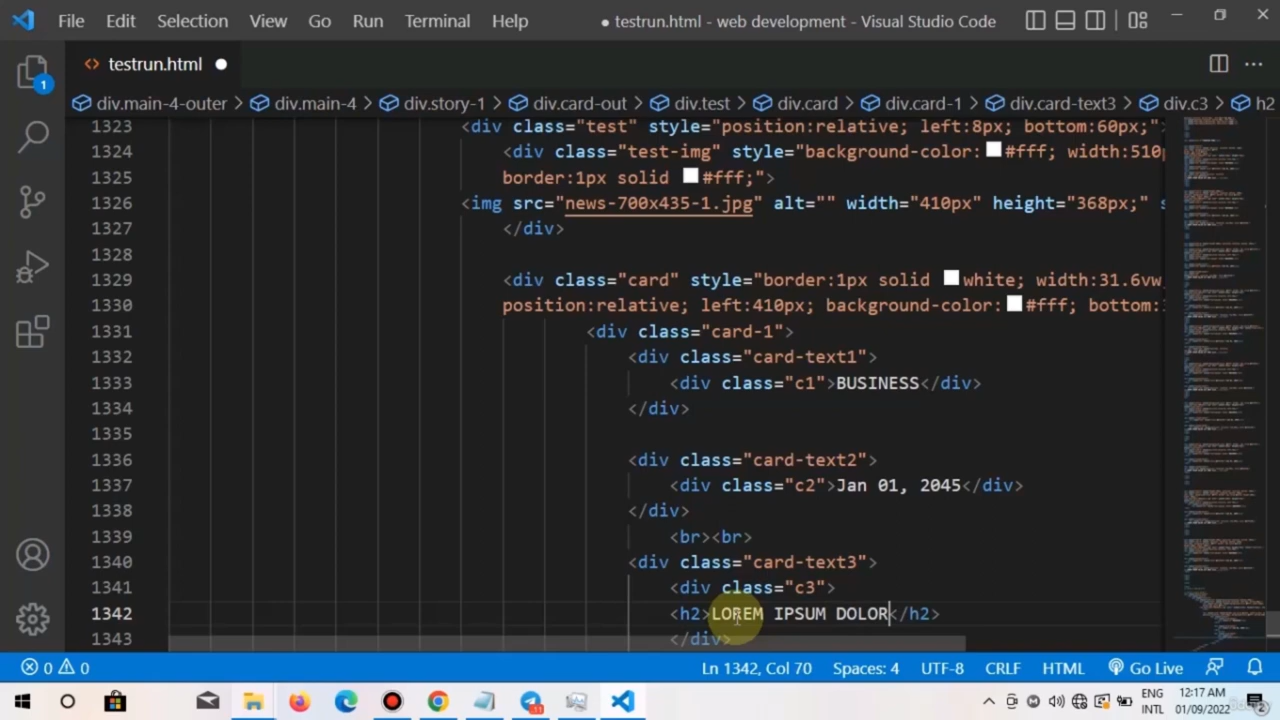 File Edit Selection View Go Run Terminal Help ● testrun.html - web development - Visual Studio Code
1
<> testrun.html ●
div.main-4-outer > div.main-4 > div.story-1 > div.card-out > div.test > div.card > div.card-1 > div.card-text3 > div.c3 > h2
1323 <div class="test" style="position:relative; left:8px; bottom:60px;"
1324 <div class="test-img" style="background-color: #fff; width:510p
1325 border:1px solid #fff;">
1326 <img src="news-700x435-1.jpg" alt="" width="410px" height="368px;" s
1327 </div>
1328
1329 <div class="card" style="border:1px solid white; width:31.6vw
1330 position:relative; left:410px; background-color: #fff; bottom:
1331 <div class="card-1">
1332 <div class="card-text1">
1333 <div class="c1">BUSINESS</div>
1334 </div>
1335
1336 <div class="card-text2">
1337 <div class="c2">Jan 01, 2045</div>
1338 </div>
1339 <br><br>
1340 <div class="card-text3">
1341 <div class="c3">
1342 <h2>LOREM IPSUM DOLOR</h2>
1343 </div>
0 0 Ln 1342, Col 70 Spaces: 4 UTF-8 CRLF HTML Go Live
11 ENG 12:17 AM
INTL 01/09/2022 2